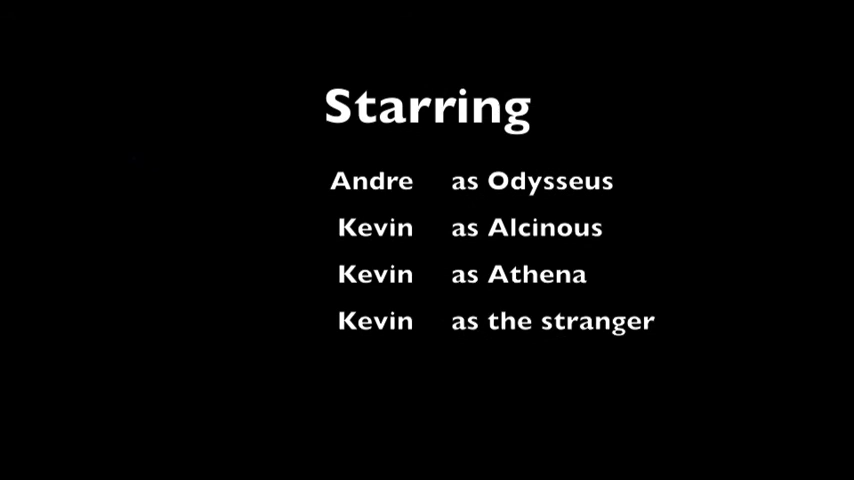 Starring
Andre as Odysseus
Kevin as Alcinous
Kevin as Athena
Kevin as the stranger